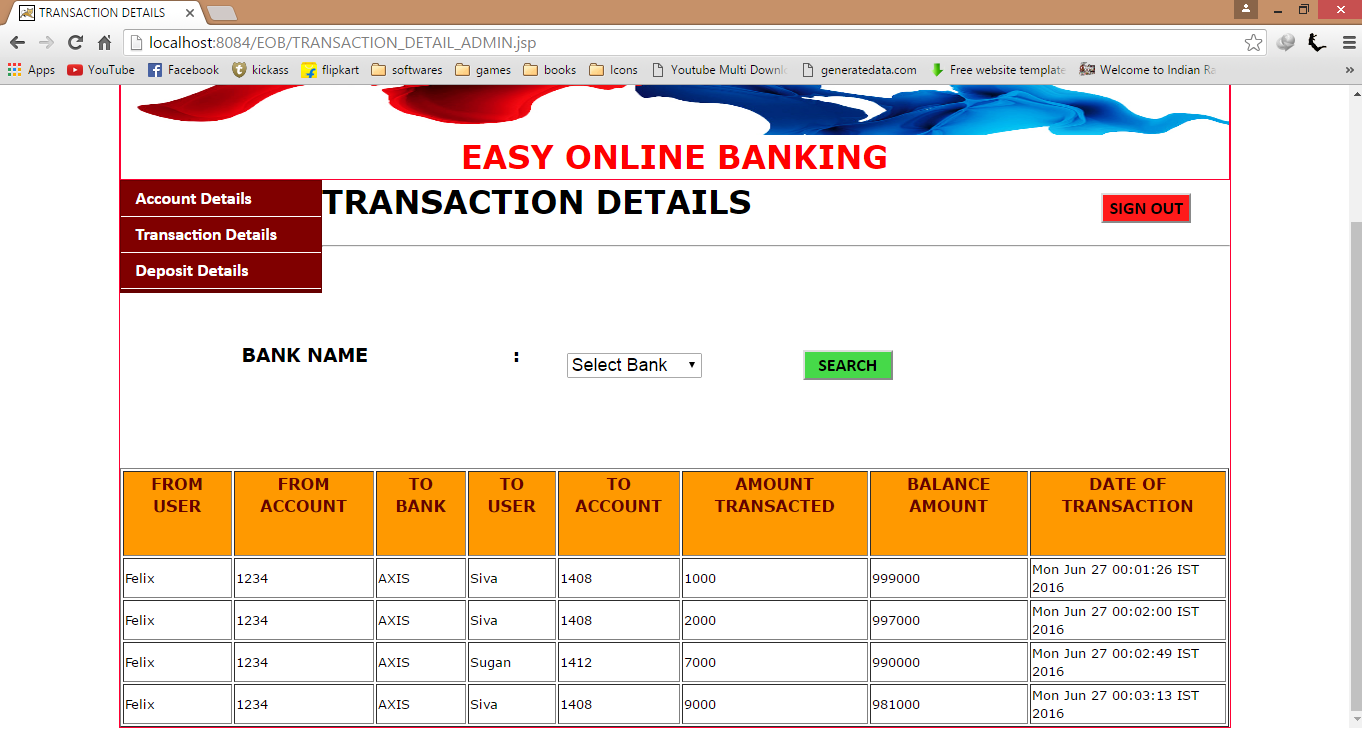 TRANSACTION DETAILS
localhost:8084/EOB/TRANSACTION_DETAIL_ADMIN.jsp
Apps YouTube Facebook kickass flipkart softwares games books Icons Youtube Multi Downl generatedata.com Free website template Welcome to Indian Ra »
EASY ONLINE BANKING
Account Details
TRANSACTION DETAILS
SIGN OUT
Transaction Details
Deposit Details
BANK NAME : Select Bank SEARCH
FROM USER FROM ACCOUNT TO BANK TO USER TO ACCOUNT AMOUNT TRANSACTED BALANCE AMOUNT DATE OF TRANSACTION
Felix 1234 AXIS Siva 1408 1000 999000 Mon Jun 27 00:01:26 IST 2016
Felix 1234 AXIS Siva 1408 2000 997000 Mon Jun 27 00:02:00 IST 2016
Felix 1234 AXIS Sugan 1412 7000 990000 Mon Jun 27 00:02:49 IST 2016
Felix 1234 AXIS Siva 1408 9000 981000 Mon Jun 27 00:03:13 IST 2016